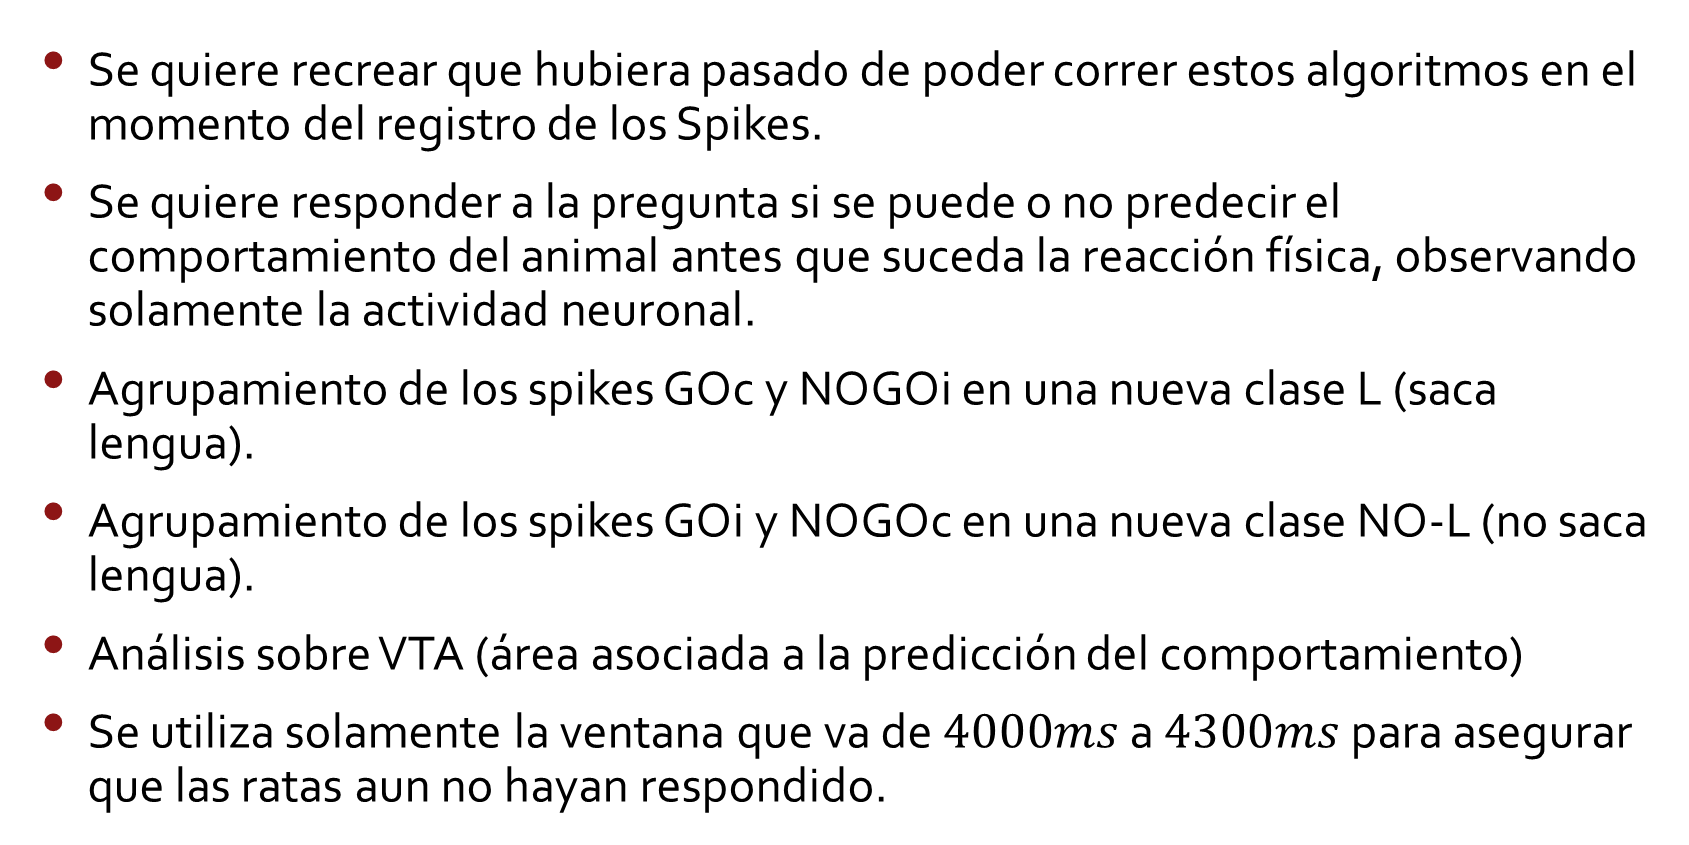 • Se quiere recrear que hubiera pasado de poder correr estos algoritmos en el
momento del registro de los Spikes.
• Se quiere responder a la pregunta si se puede o no predecir el
comportamiento del animal antes que suceda la reacción física, observando
solamente la actividad neuronal.
• Agrupamiento de los spikes GOc y NOGOi en una nueva clase L (saca
lengua).
• Agrupamiento de los spikes GOi y NOGOc en una nueva clase NO-L (no saca
lengua).
• Análisis sobre VTA (área asociada a la predicción del comportamiento)
• Se utiliza solamente la ventana que va de 4000ms a 4300ms para asegurar
que las ratas aun no hayan respondido.